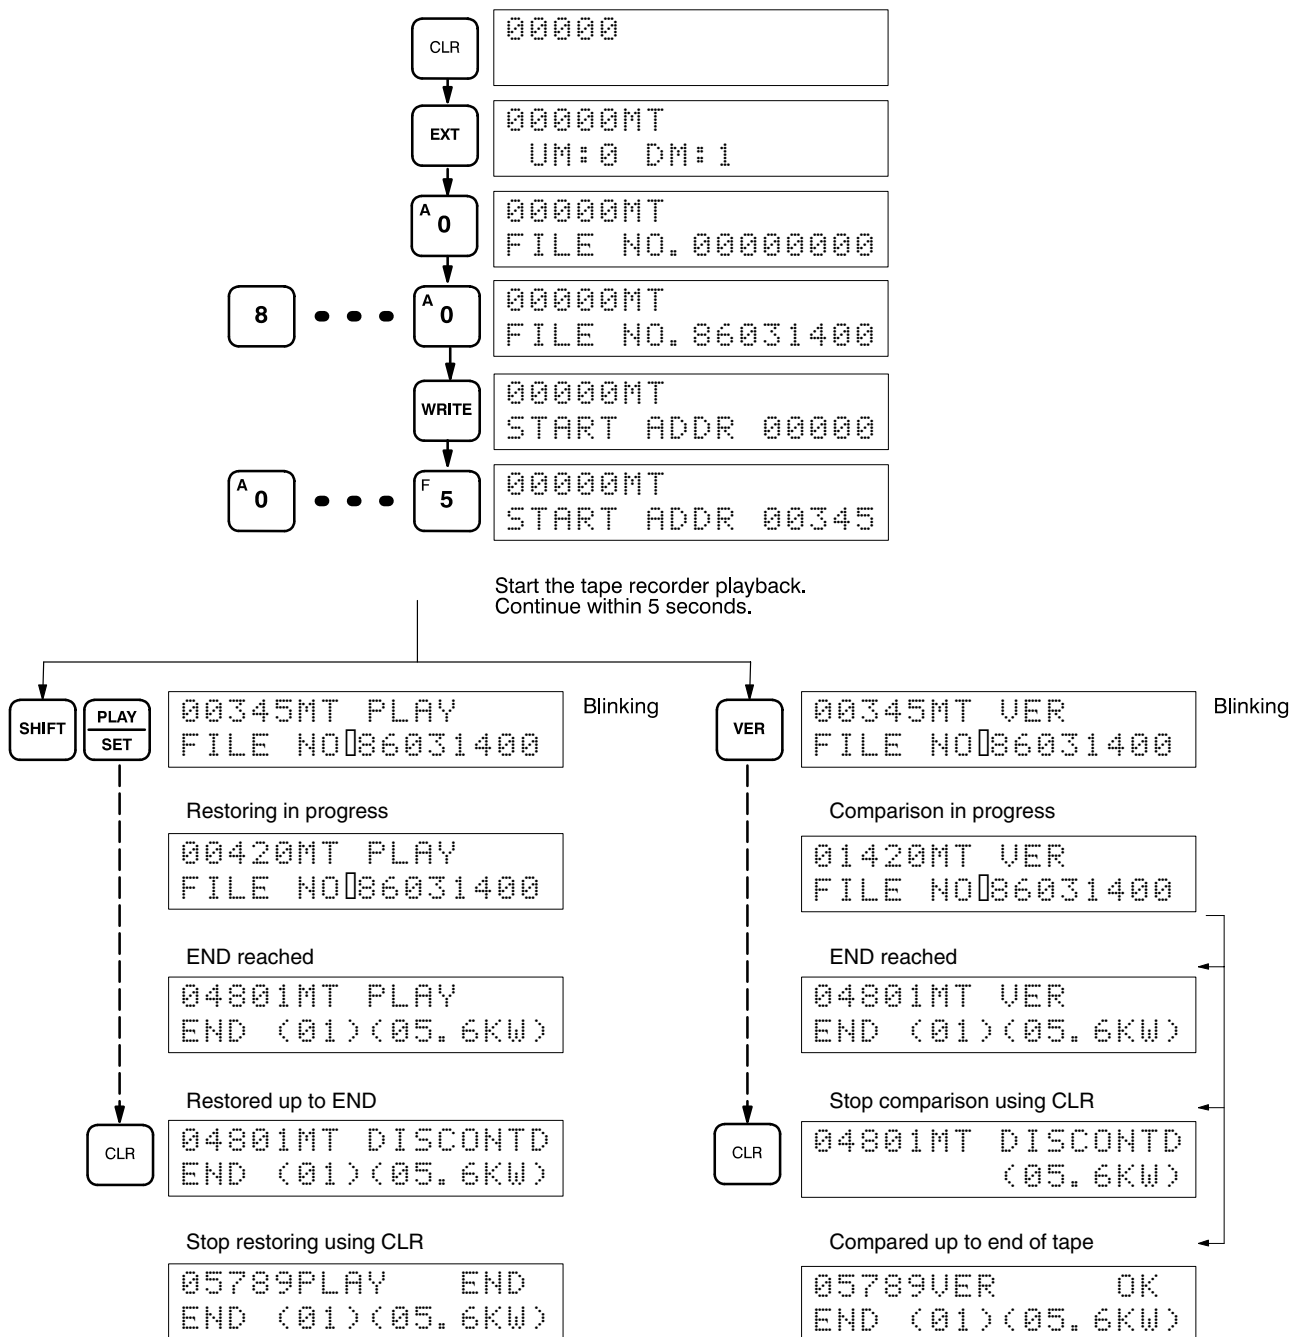 CLR
00000
EXT
00000MT
UM:0 DM:1
A 0
00000MT
FILE NO.00000000
8
A 0
00000MT
FILE NO.86031400
WRITE
00000MT
START ADDR 00000
A 0
F 5
00000MT
START ADDR 00345
Start the tape recorder playback.
Continue within 5 seconds.
SHIFT
PLAY
SET
00345MT PLAY
FILE NO▯86031400
Blinking
Restoring in progress
00420MT PLAY
FILE NO▯86031400
END reached
04801MT PLAY
END (01)(05.6KW)
Restored up to END
CLR
04801MT DISCONTD
END (01)(05.6KW)
Stop restoring using CLR
05789PLAY END
END (01)(05.6KW)
VER
00345MT VER
FILE NO▯86031400
Blinking
Comparison in progress
01420MT VER
FILE NO▯86031400
END reached
04801MT VER
END (01)(05.6KW)
Stop comparison using CLR
CLR
04801MT DISCONTD
(05.6KW)
Compared up to end of tape
05789VER OK
END (01)(05.6KW)